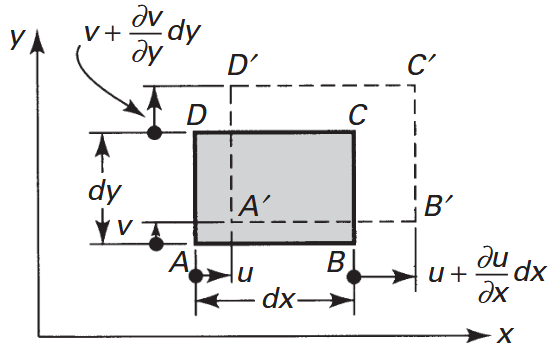 y
v + ∂v/∂y dy
D′
C′
D
C
dy
A′
B′
v
A
u
B
u + ∂u/∂x dx
dx
x